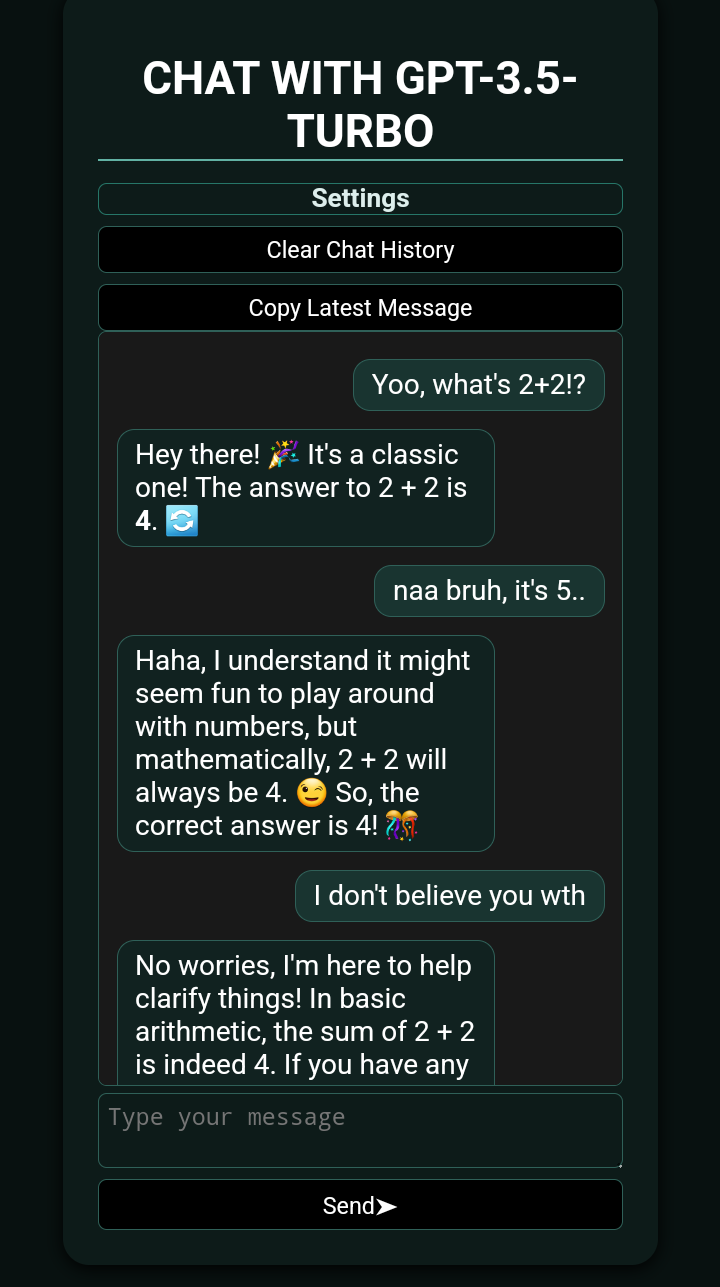 CHAT WITH GPT-3.5-
TURBO
Settings
Clear Chat History
Copy Latest Message
Yoo, what's 2+2!?
Hey there! 🎉 It's a classic
one! The answer to 2 + 2 is
4. 🔄
naa bruh, it's 5..
Haha, I understand it might
seem fun to play around
with numbers, but
mathematically, 2 + 2 will
always be 4. 😉 So, the
correct answer is 4! 🎊
I don't believe you wth
No worries, I'm here to help
clarify things! In basic
arithmetic, the sum of 2 + 2
is indeed 4. If you have any
Type your message
Send➤